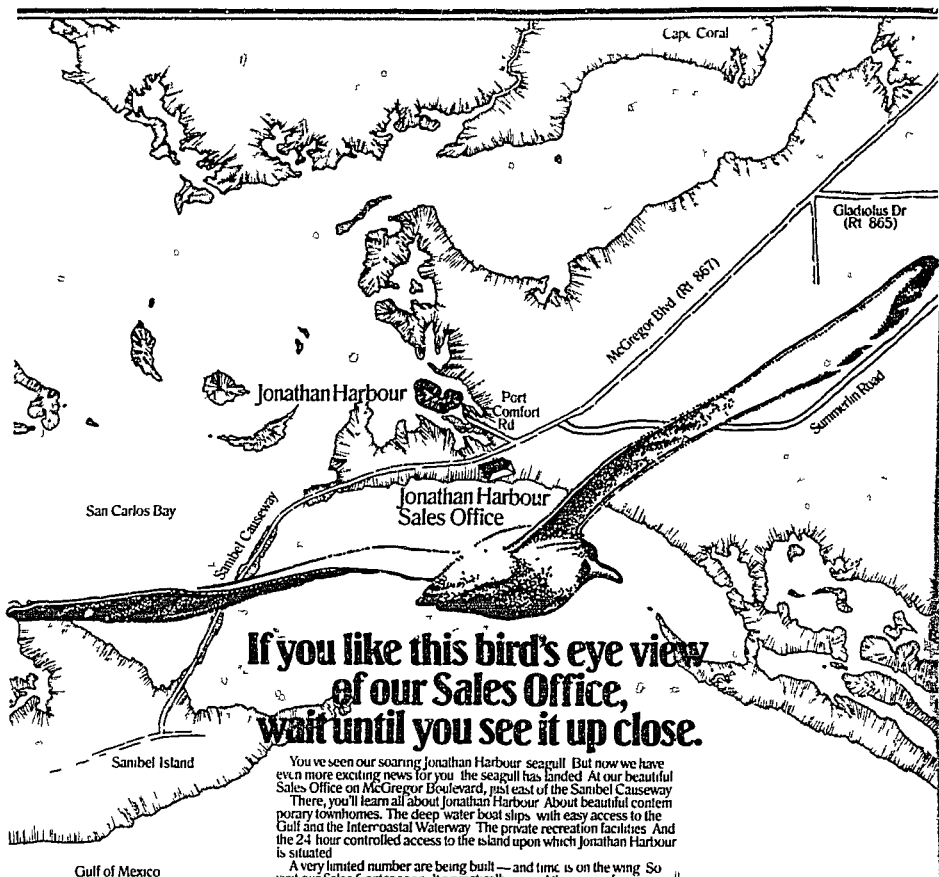 Cape Coral
Gladiolus Dr
(Rt 865)
McGregor Blvd (Rt 867)
Summerlin Road
Jonathan Harbour
Port
Comfort
Rd
Jonathan Harbour
Sales Office
San Carlos Bay
Sanibel Causeway
If you like this bird's eye view
of our Sales Office,
wait until you see it up close.
Sanibel Island
You've seen our soaring Jonathan Harbour seagull But now we have
even more exciting news for you the seagull has landed At our beautiful
Sales Office on McGregor Boulevard, just east of the Sanibel Causeway
There, you'll learn all about Jonathan Harbour About beautiful contem
porary townhomes. The deep water boat slips with easy access to the
Gulf and the Intercoastal Waterway The private recreation facilities And
the 24 hour controlled access to the island upon which Jonathan Harbour
is situated
A very limited number are being built — and time is on the wing So
Gulf of Mexico